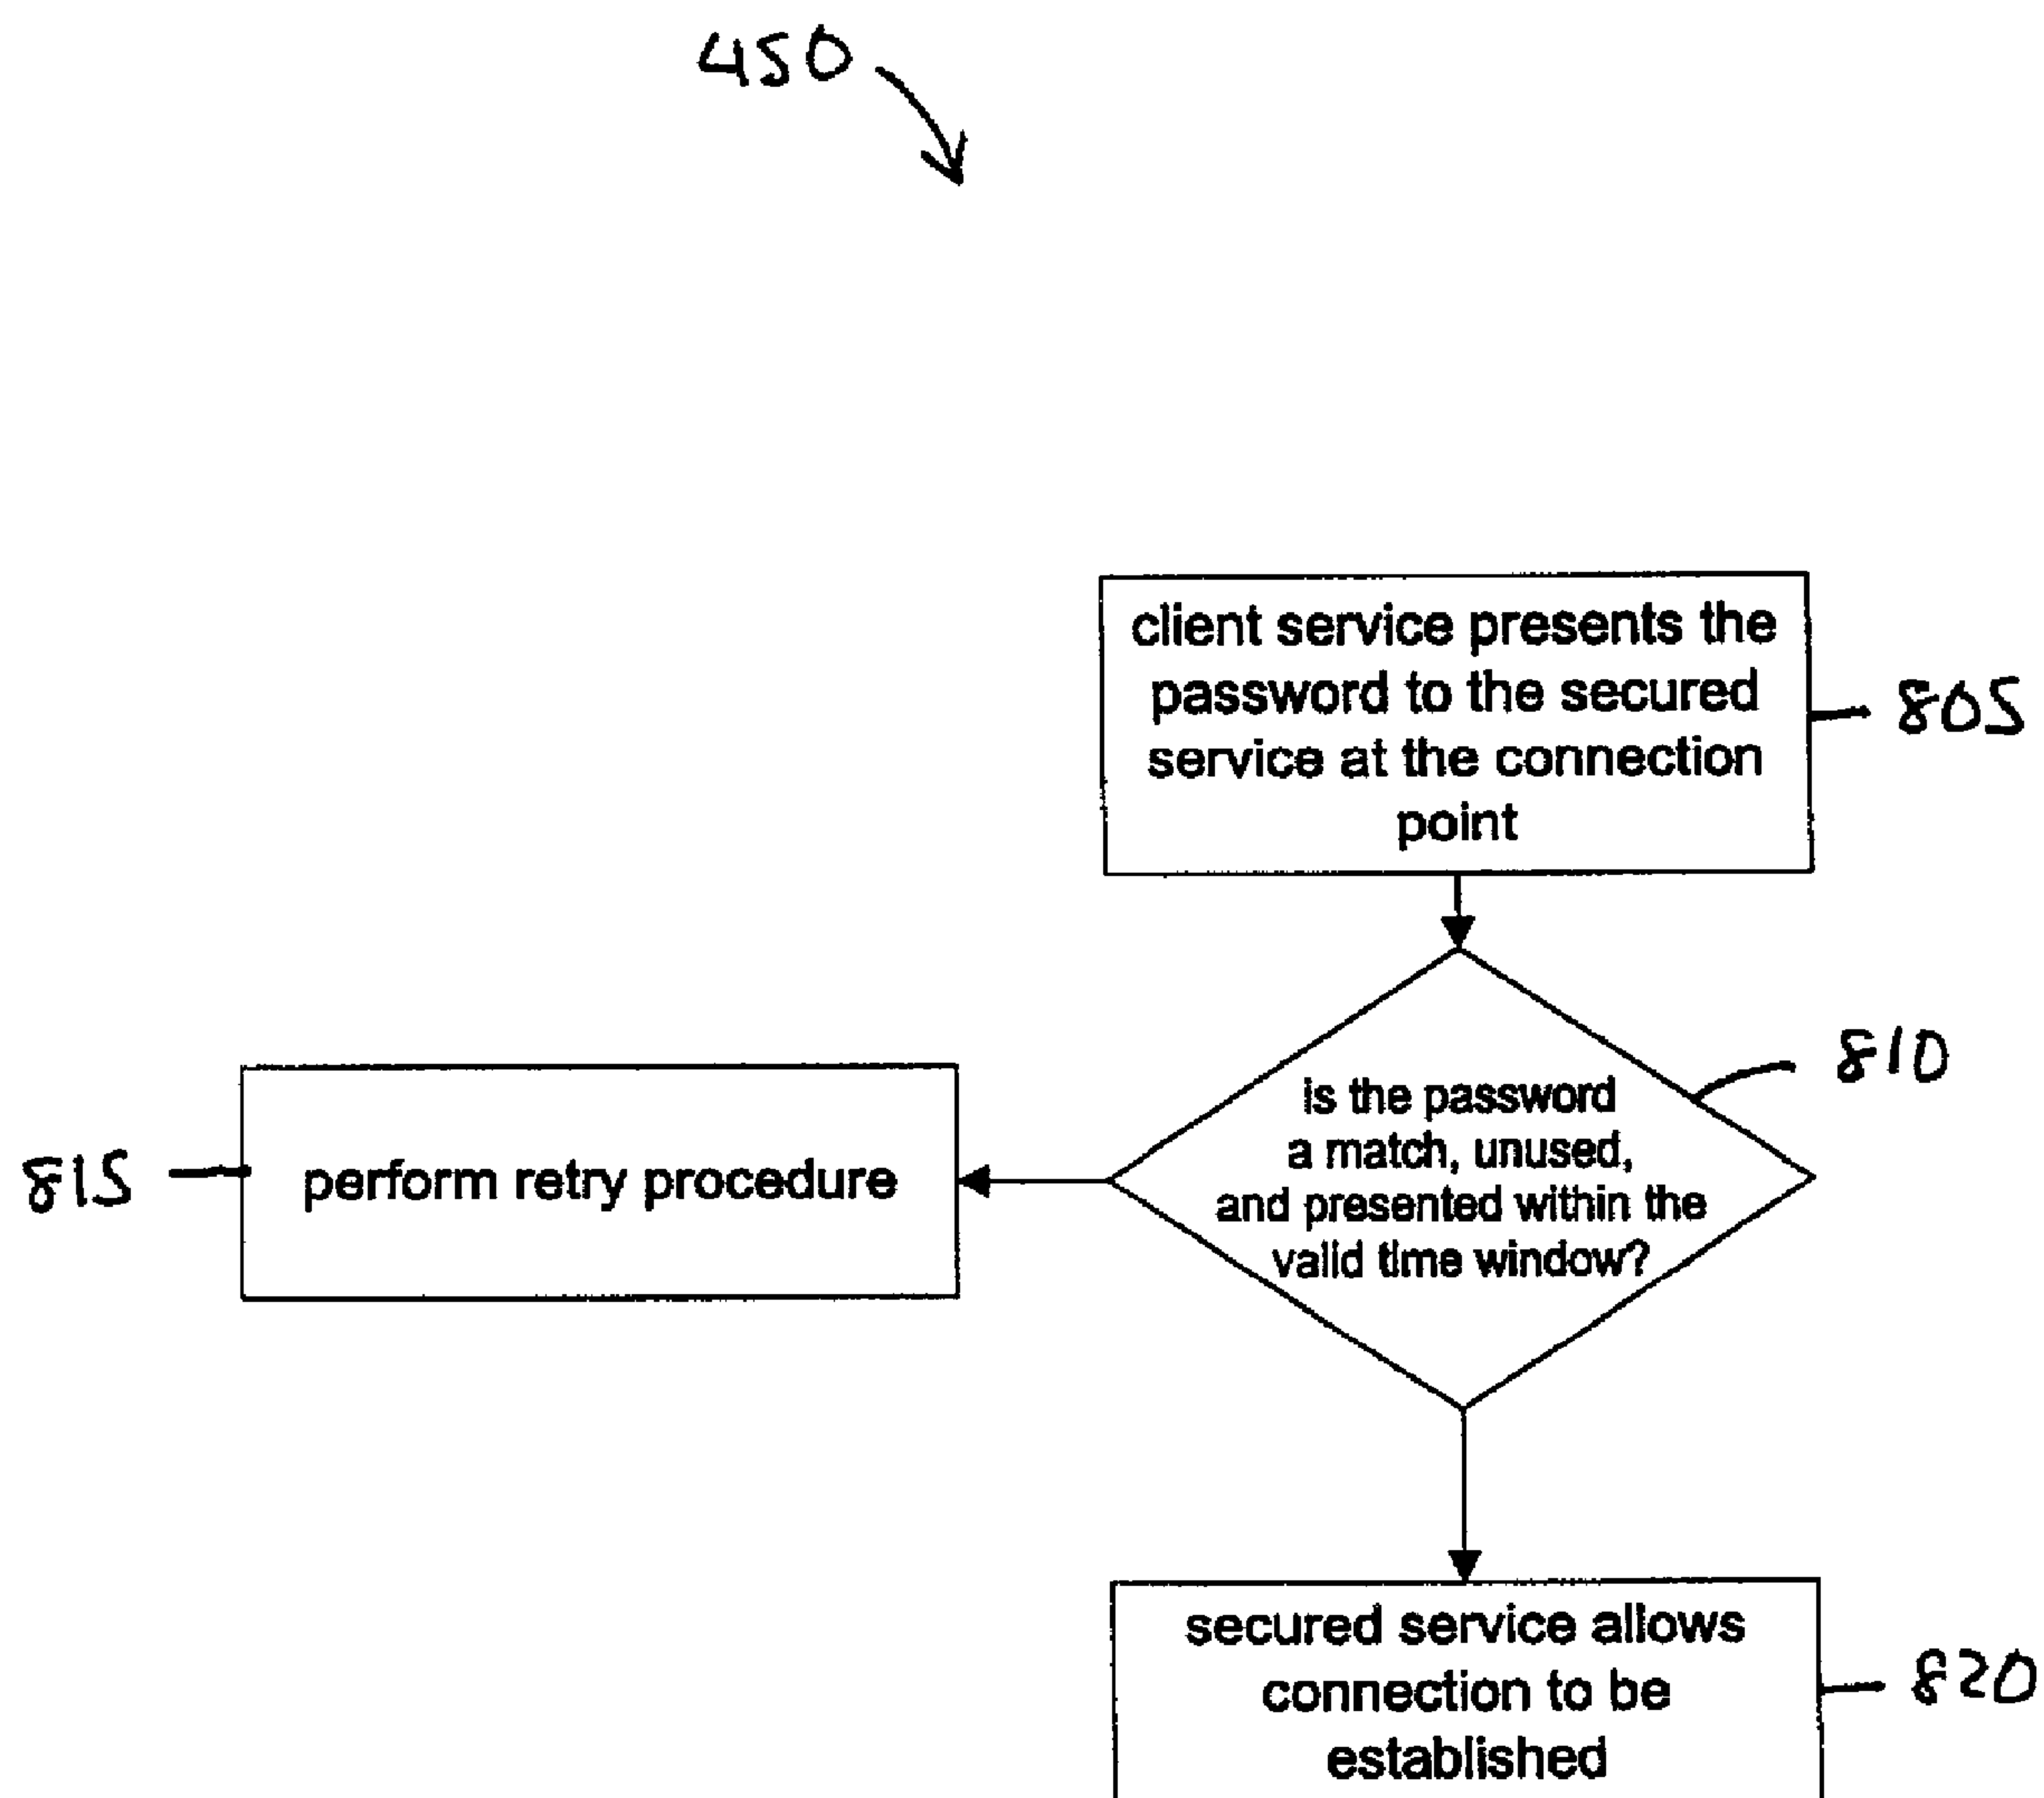 450
client service presents the
password to the secured
service at the connection
point
805
810
is the password
a match, unused,
and presented within the
valid time window?
815
perform retry procedure
secured service allows
connection to be
established
820